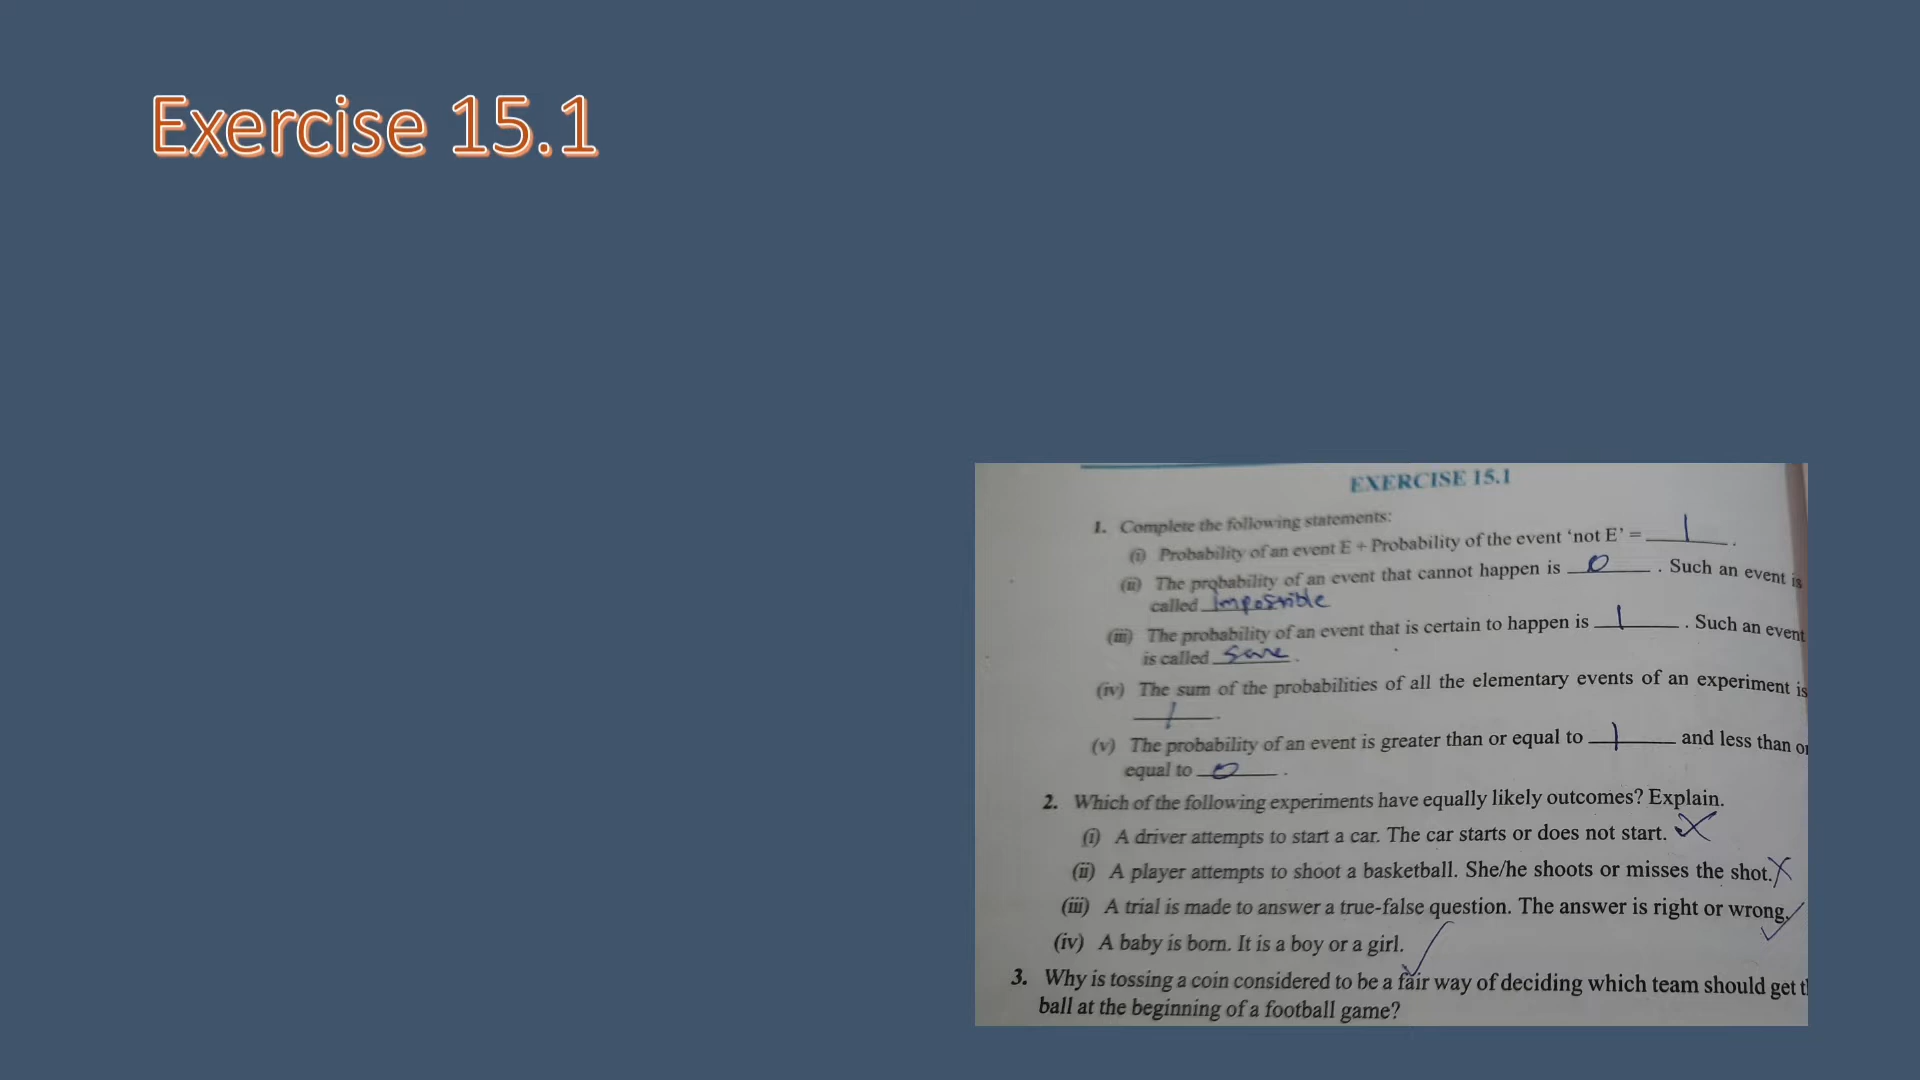 Exercise 15.1
EXERCISE 15.1
1. Complete the following statements:
(i) Probability of an event E + Probability of the event ‘not E’ = 1 .
(ii) The probability of an event that cannot happen is 0 . Such an event is
called Impossible
(iii) The probability of an event that is certain to happen is 1 . Such an event
is called Sure .
(iv) The sum of the probabilities of all the elementary events of an experiment is
1 .
(v) The probability of an event is greater than or equal to 1 and less than or
equal to 0 .
2. Which of the following experiments have equally likely outcomes? Explain.
(i) A driver attempts to start a car. The car starts or does not start.
(ii) A player attempts to shoot a basketball. She/he shoots or misses the shot.
(iii) A trial is made to answer a true-false question. The answer is right or wrong.
(iv) A baby is born. It is a boy or a girl.
3. Why is tossing a coin considered to be a fair way of deciding which team should get
ball at the beginning of a football game?